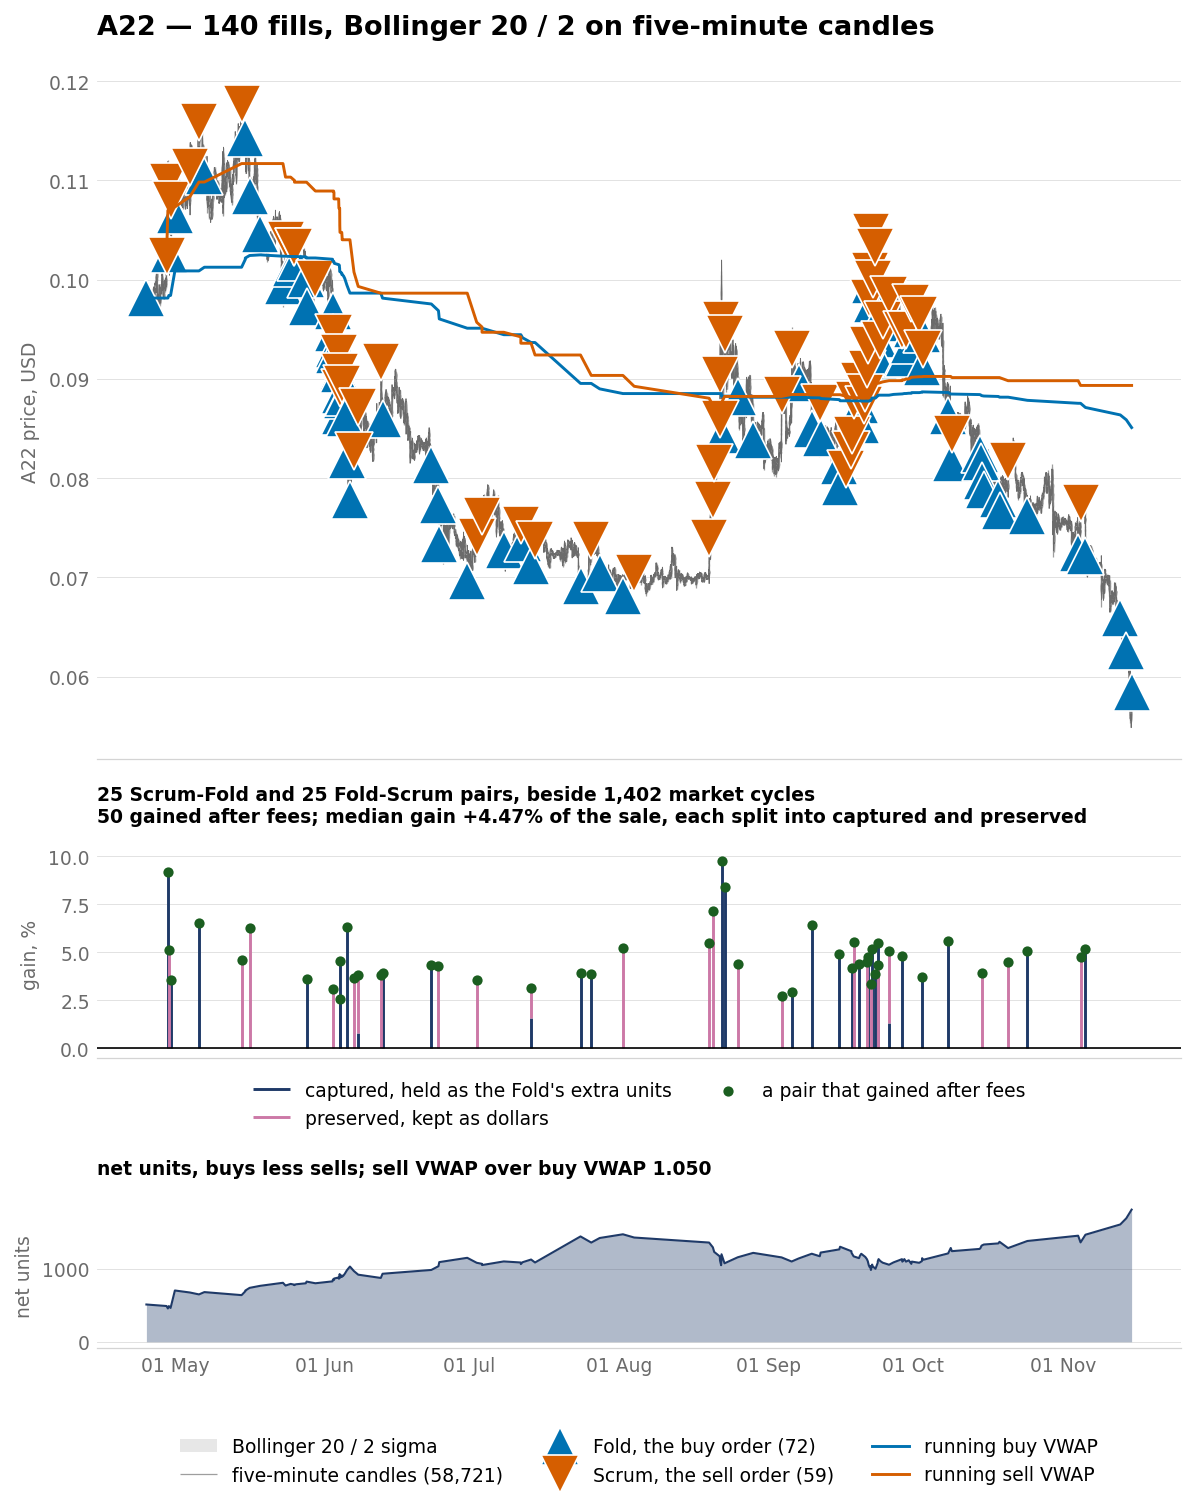 A22 — 140 fills, Bollinger 20 / 2 on five-minute candles
0.12
0.11
0.10
0.09
0.08
0.07
0.06
A22 price, USD
25 Scrum-Fold and 25 Fold-Scrum pairs, beside 1,402 market cycles
50 gained after fees; median gain +4.47% of the sale, each split into captured and preserved
10.0
7.5
5.0
2.5
0.0
gain, %
captured, held as the Fold's extra units
a pair that gained after fees
preserved, kept as dollars
net units, buys less sells; sell VWAP over buy VWAP 1.050
1000
0
net units
01 May
01 Jun
01 Jul
01 Aug
01 Sep
01 Oct
01 Nov
Bollinger 20 / 2 sigma
Fold, the buy order (72)
running buy VWAP
five-minute candles (58,721)
Scrum, the sell order (59)
running sell VWAP